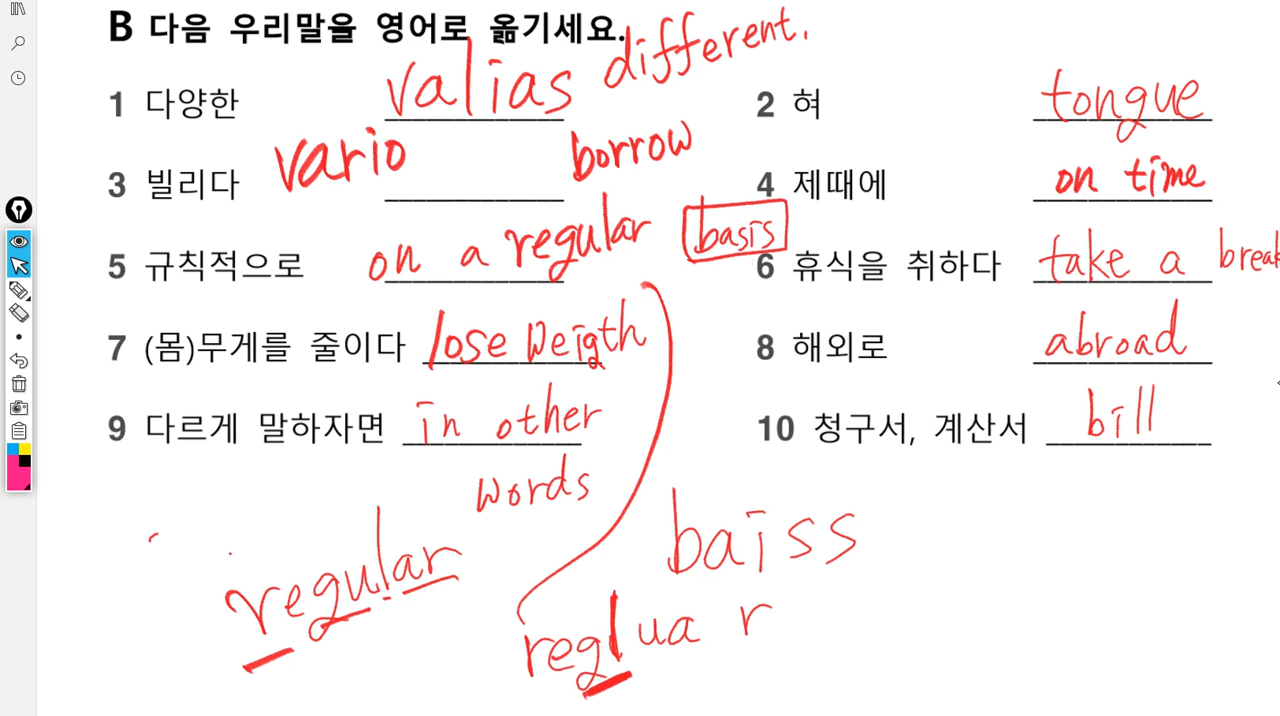 B 다음 우리말을 영어로 옮기세요.
different.
1 다양한 valias
2 혀 tongue
vario
3 빌리다 borrow
4 제때에 on time
5 규칙적으로 on a regular basis
6 휴식을 취하다 take a break
7 (몸)무게를 줄이다 lose weigth
8 해외로 abroad
9 다르게 말하자면 in other
words
10 청구서, 계산서 bill
regular
baiss
regluar